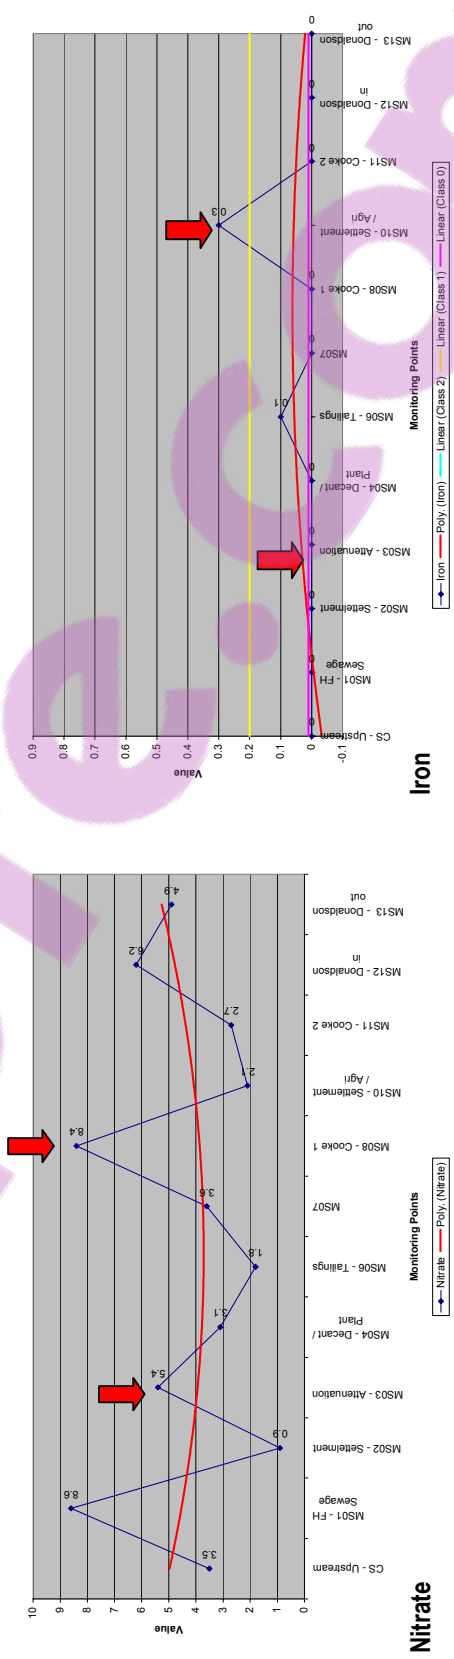 Nitrate
Value
10
9
8
7
6
5
4
3
2
1
0
3.5
8.6
0.9
5.4
3.1
1.8
3.6
8.4
2.1
2.7
6.2
4.9
CS - Upstream
MS01 - FH
Sewage
MS02 - Settelment
MS03 - Attenuation
MS04 - Decant /
Plant
MS06 - Tailings
MS07
MS08 - Cooke 1
MS10 - Settlement
/ Agri
MS11 - Cooke 2
MS12 - Donaldson
in
MS13 - Donaldson
out
Monitoring Points
Nitrate
Poly. (Nitrate)
Iron
Value
0.9
0.8
0.7
0.6
0.5
0.4
0.3
0.2
0.1
0
-0.1
0
0
0
0
0
0.1
0
0
0.3
0
0
0
CS - Upstream
MS01 - FH
Sewage
MS02 - Settelment
MS03 - Attenuation
MS04 - Decant /
Plant
MS06 - Tailings
MS07
MS08 - Cooke 1
MS10 - Settlement
/ Agri
MS11 - Cooke 2
MS12 - Donaldson
in
MS13 - Donaldson
out
Monitoring Points
Iron
Poly. (Iron)
Linear (Class 2)
Linear (Class 1)
Linear (Class 0)